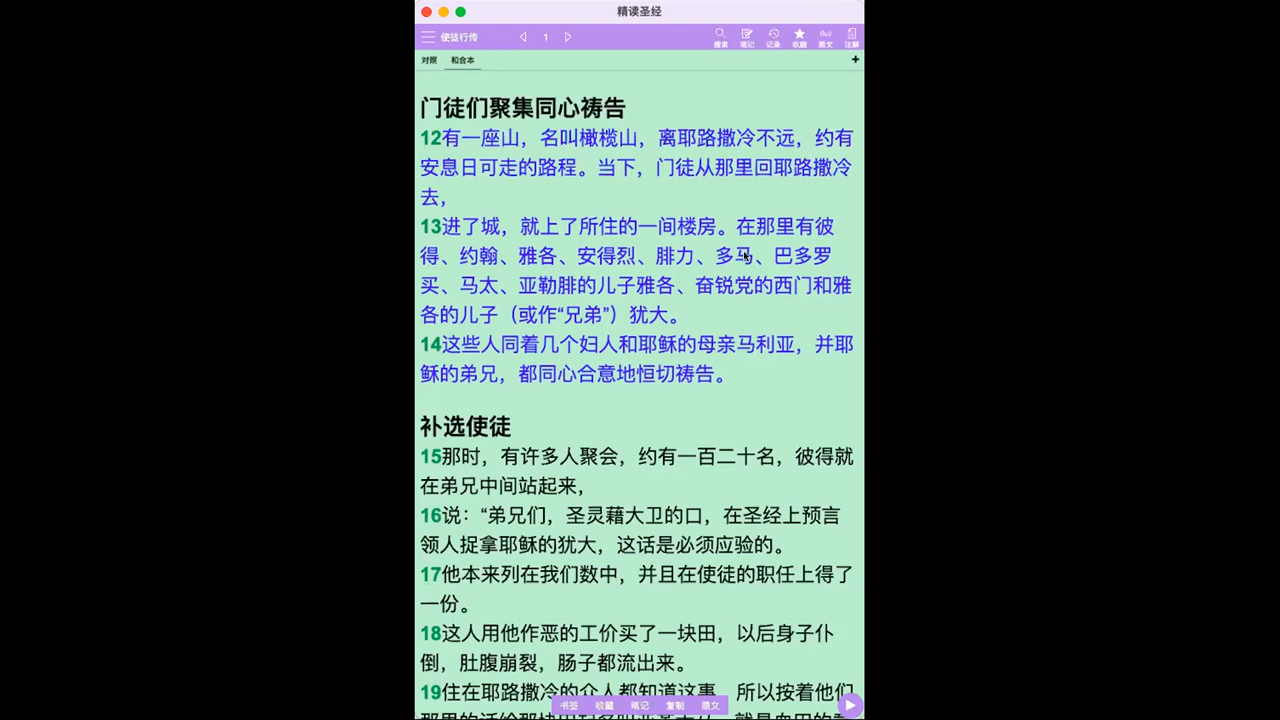 精读圣经
使徒行传
1
搜索 笔记 记录 收藏 原文 注解
对照 和合本
门徒们聚集同心祷告
12有一座山，名叫橄榄山，离耶路撒冷不远，约有
安息日可走的路程。当下，门徒从那里回耶路撒冷
去，
13进了城，就上了所住的一间楼房。在那里有彼
得、约翰、雅各、安得烈、腓力、多马、巴多罗
买、马太、亚勒腓的儿子雅各、奋锐党的西门和雅
各的儿子（或作“兄弟”）犹大。
14这些人同着几个妇人和耶稣的母亲马利亚，并耶
稣的弟兄，都同心合意地恒切祷告。
补选使徒
15那时，有许多人聚会，约有一百二十名，彼得就
在弟兄中间站起来，
16说：“弟兄们，圣灵藉大卫的口，在圣经上预言
领人捉拿耶稣的犹大，这话是必须应验的。
17他本来列在我们数中，并且在使徒的职任上得了
一份。
18这人用他作恶的工价买了一块田，以后身子仆
倒，肚腹崩裂，肠子都流出来。
19住在耶路撒冷的众人都知道这事，所以按着他们
书签 收藏 笔记 复制 原文